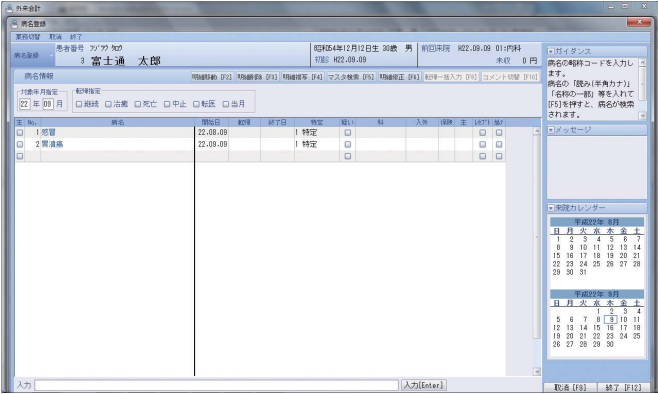 外来会計
病名登録
業務切替 取消 終了
病名登録
患者番号 フジツウ タロウ
3 富士通 太郎
昭和54年12月12日生 30歳 男
初診 H22.09.09
前回来院 H22.09.09 01:内科
未収 0 円
病名情報
明細移動 [F2] 明細削除 [F3] 明細複写 [F4] マスタ検索 [F5] 明細修正 [F6] 転帰一括入力 [F8] コメント切替 [F10]
対象年月指定
22 年 09 月
転帰指定
継続 治癒 死亡 中止 転医 当月
主 No. 病名 開始日 転帰 終了日 特定 疑い 科 入外 保険 主 レセプト
1 感冒 22.08.09 1 特定
2 胃潰瘍 22.09.09 1 特定
ガイダンス
病名の略称コードを入力し
ます。
病名の「読み(半角カナ)」
「名称の一部」等を入れて
[F5]を押すと、病名が検索
されます。
メッセージ
来院カレンダー
平成22年 8月
日 月 火 水 木 金 土
1 2 3 4 5 6 7
8 9 10 11 12 13 14
15 16 17 18 19 20 21
22 23 24 25 26 27 28
29 30 31
平成22年 9月
日 月 火 水 木 金 土
1 2 3 4
5 6 7 8 9 10 11
12 13 14 15 16 17 18
19 20 21 22 23 24 25
26 27 28 29 30
入力
入力[Enter]
取消 [F9] 終了 [F12]